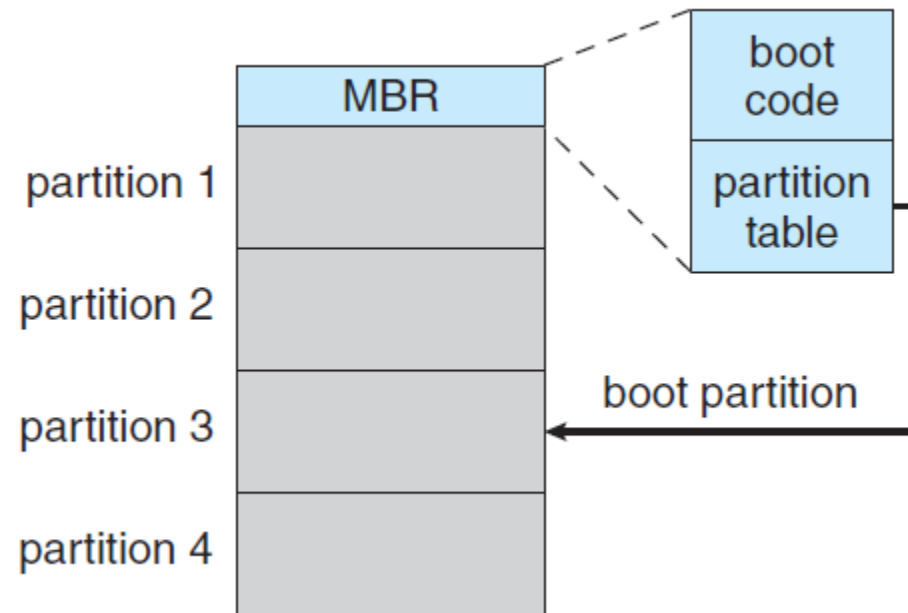 MBR
boot
code
partition
table
partition 1
partition 2
boot partition
partition 3
partition 4